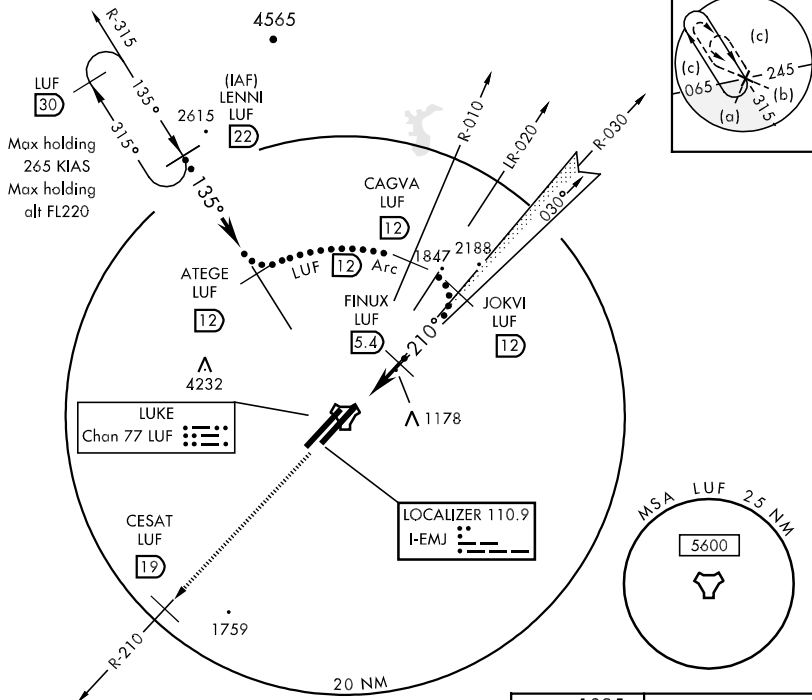 R-315
LUF
30
Max holding
265 KIAS
Max holding
alt FL220
135°
315°
2615
(IAF)
LENNI
LUF
22
4565
135°
ATEGE
LUF
12
LUF 12 Arc
CAGVA
LUF
12
R-010
LR-020
R-030
030°
1847
2188
FINUX
LUF
5.4
210°
JOKVI
LUF
12
4232
1178
LUKE
Chan 77 LUF
LOCALIZER 110.9
I-EMJ
CESAT
LUF
19
R-210
1759
20 NM
(c)
(c)
245
065
(b)
315
(a)
MSA LUF 25 NM
5600